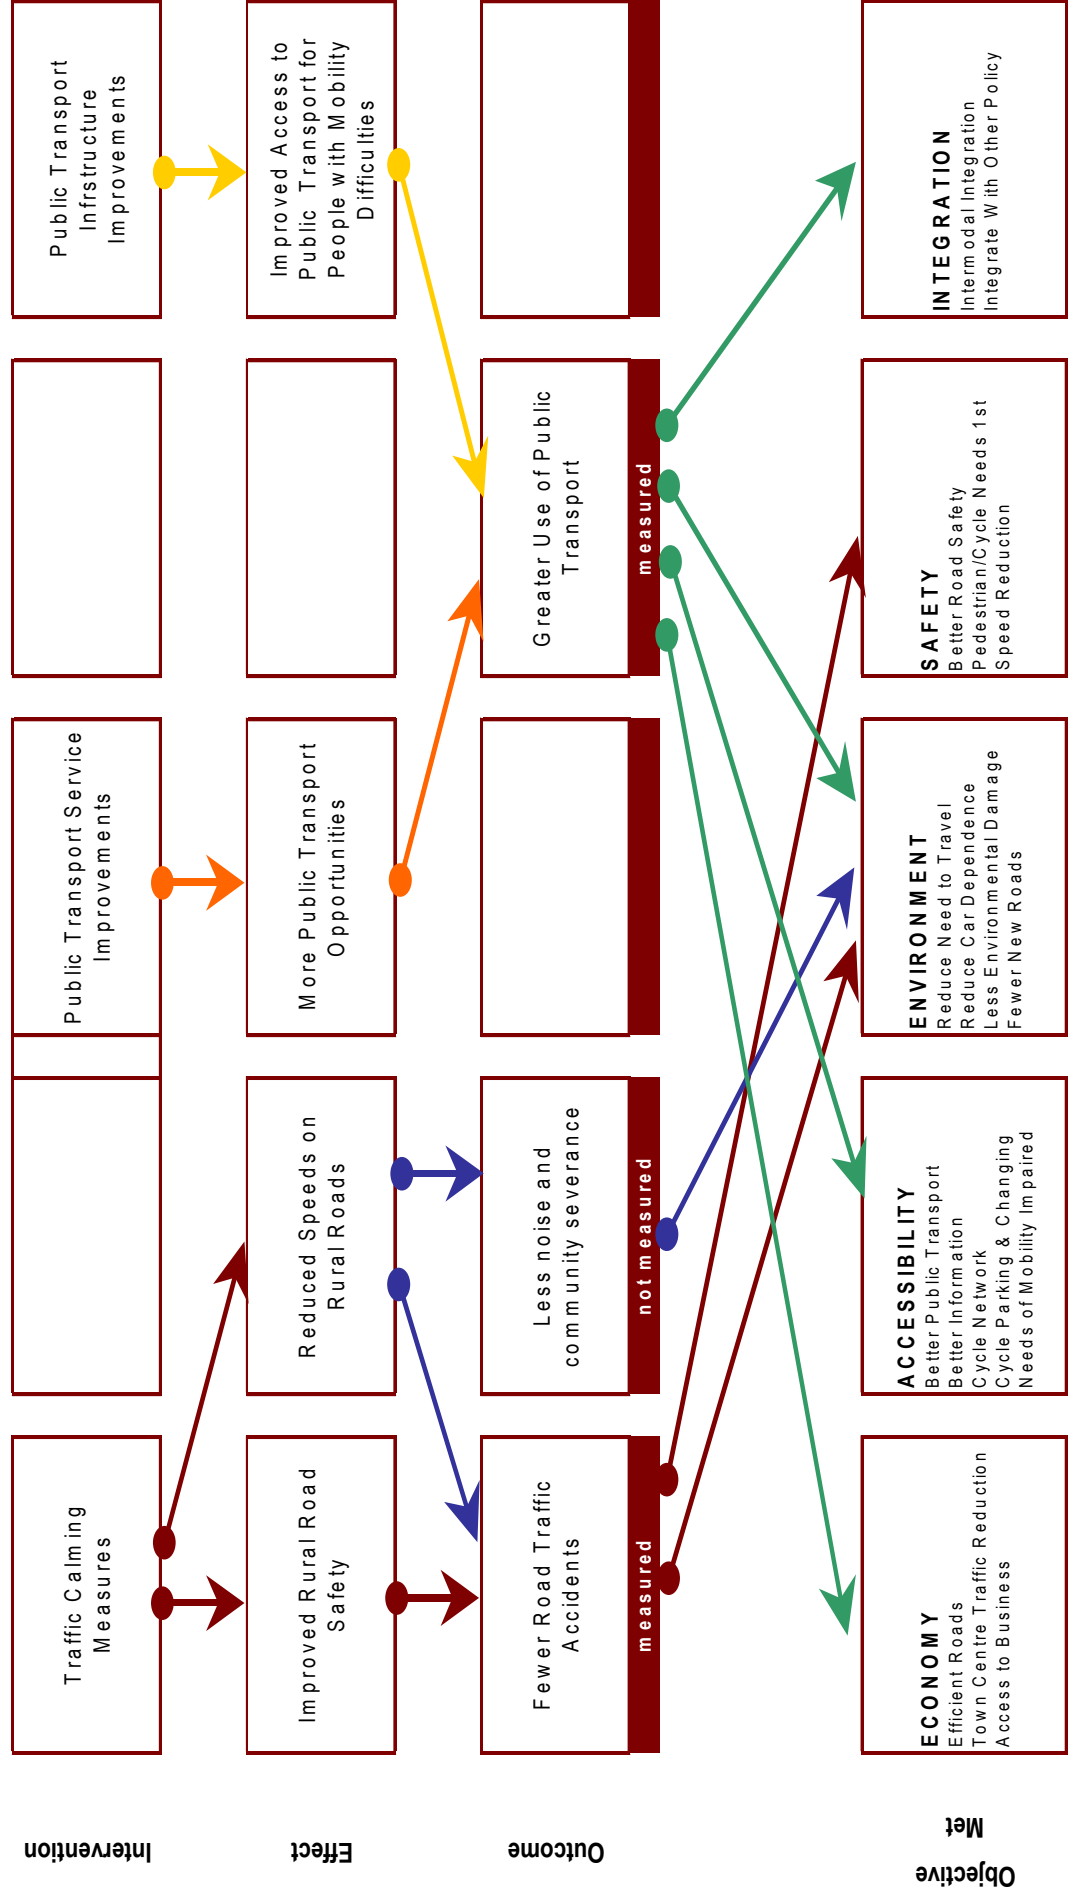 Intervention
Traffic Calming
Measures
Public Transport Service
Improvements
Public Transport
Infrstructure
Improvements
Effect
Improved Rural Road
Safety
Reduced Speeds on
Rural Roads
More Public Transport
Opportunities
Improved Access to
Public Transport for
People with Mobility
Difficulties
Outcome
Fewer Road Traffic
Accidents
measured
Less noise and
community severance
not measured
Greater Use of Public
Transport
measured
Objective
Met
ECONOMY
Efficient Roads
Town Centre Traffic Reduction
Access to Business
ACCESSIBILITY
Better Public Transport
Better Information
Cycle Network
Cycle Parking & Changing
Needs of Mobility Impaired
ENVIRONMENT
Reduce Need to Travel
Reduce Car Dependence
Less Environmental Damage
Fewer New Roads
SAFETY
Better Road Safety
Pedestrian/Cycle Needs 1st
Speed Reduction
INTEGRATION
Intermodal Integration
Integrate With Other Policy